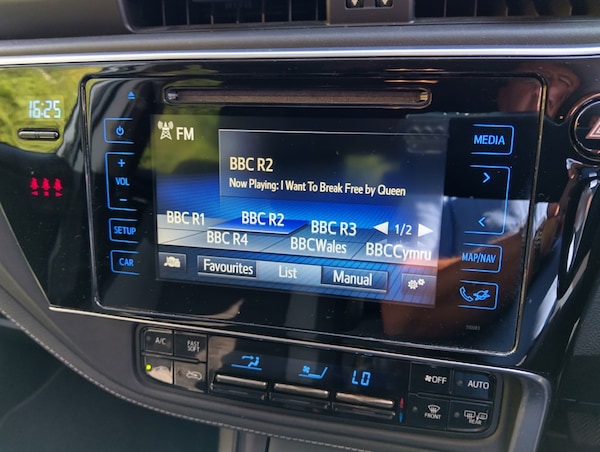 16:25
FM
MEDIA
BBC R2
Now Playing: I Want To Break Free by Queen
+
VOL
-
BBC R1 BBC R2 BBC R3 1/2
BBC R4 BBCWales BBCCymru
SETUP
MAP/NAV
CAR
Favourites List Manual
A/C
FAST
SOFT
LO
OFF
AUTO
FRONT
REAR